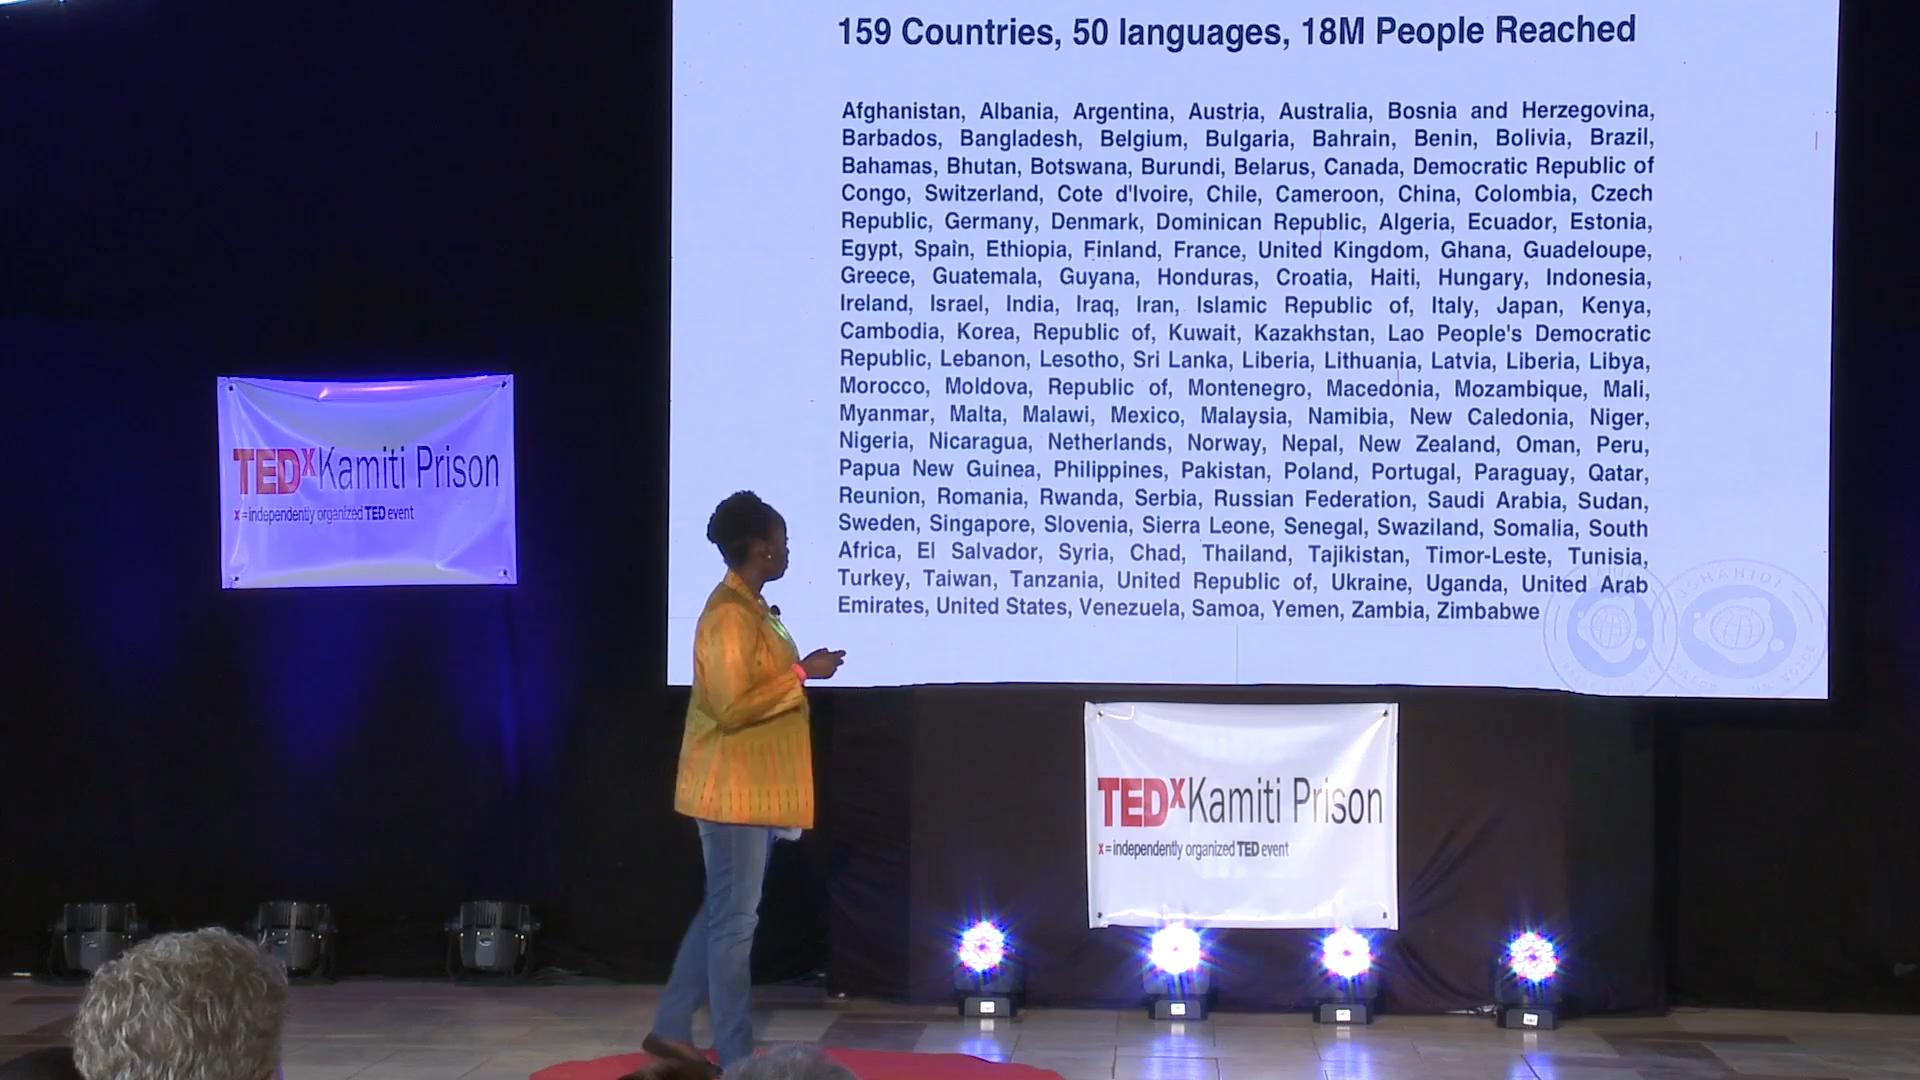 159 Countries, 50 languages, 18M People Reached
Afghanistan, Albania, Argentina, Austria, Australia, Bosnia and Herzegovina,
Barbados, Bangladesh, Belgium, Bulgaria, Bahrain, Benin, Bolivia, Brazil,
Bahamas, Bhutan, Botswana, Burundi, Belarus, Canada, Democratic Republic of
Congo, Switzerland, Cote d'Ivoire, Chile, Cameroon, China, Colombia, Czech
Republic, Germany, Denmark, Dominican Republic, Algeria, Ecuador, Estonia,
Egypt, Spain, Ethiopia, Finland, France, United Kingdom, Ghana, Guadeloupe,
Greece, Guatemala, Guyana, Honduras, Croatia, Haiti, Hungary, Indonesia,
Ireland, Israel, India, Iraq, Iran, Islamic Republic of, Italy, Japan, Kenya,
Cambodia, Korea, Republic of, Kuwait, Kazakhstan, Lao People's Democratic
Republic, Lebanon, Lesotho, Sri Lanka, Liberia, Lithuania, Latvia, Liberia, Libya,
Morocco, Moldova, Republic of, Montenegro, Macedonia, Mozambique, Mali,
Myanmar, Malta, Malawi, Mexico, Malaysia, Namibia, New Caledonia, Niger,
Nigeria, Nicaragua, Netherlands, Norway, Nepal, New Zealand, Oman, Peru,
Papua New Guinea, Philippines, Pakistan, Poland, Portugal, Paraguay, Qatar,
Reunion, Romania, Rwanda, Serbia, Russian Federation, Saudi Arabia, Sudan,
Sweden, Singapore, Slovenia, Sierra Leone, Senegal, Swaziland, Somalia, South
Africa, El Salvador, Syria, Chad, Thailand, Tajikistan, Timor-Leste, Tunisia,
Turkey, Taiwan, Tanzania, United Republic of, Ukraine, Uganda, United Arab
Emirates, United States, Venezuela, Samoa, Yemen, Zambia, Zimbabwe
TEDxKamiti Prison
x=independently organized TED event
TEDxKamiti Prison
x=independently organized TED event